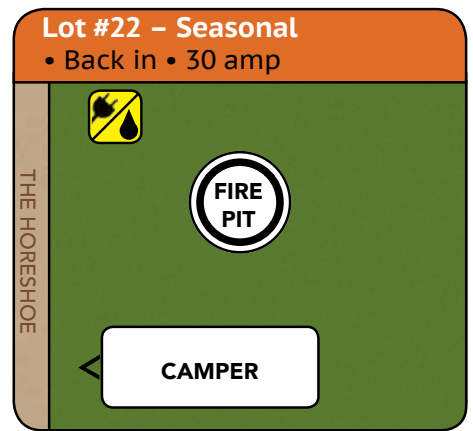 Lot #22 – Seasonal
• Back in • 30 amp
THE HORESHOE
FIRE
PIT
CAMPER